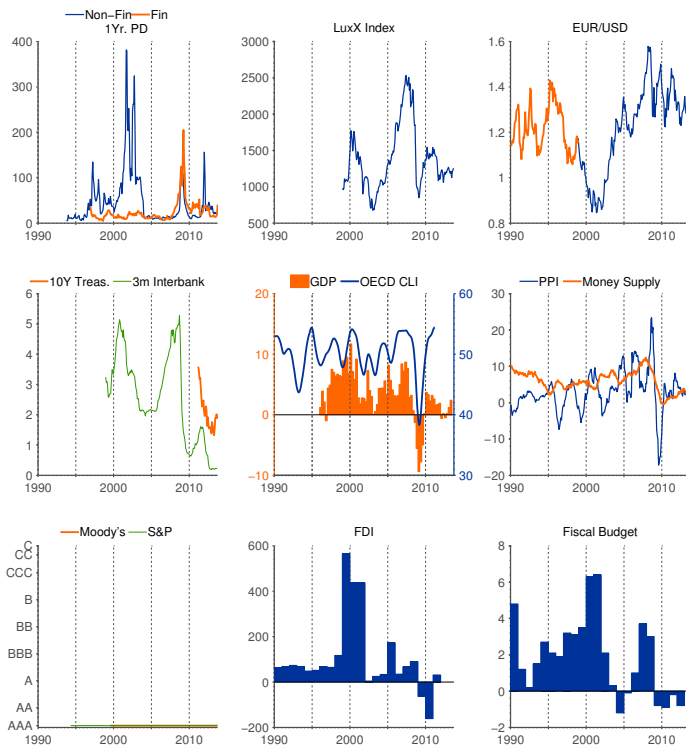 Non-Fin Fin
1Yr. PD
400
300
200
100
0
1990 2000 2010
LuxX Index
3000
2500
2000
1500
1000
500
1990 2000 2010
EUR/USD
1.6
1.4
1.2
1
0.8
1990 2000 2010
10Y Treas. 3m Interbank
6
5
4
3
2
1
0
1990 2000 2010
GDP OECD CLI
20 60
10 50
0 40
−10 30
1990 2000 2010
PPI Money Supply
30
20
10
0
−10
−20
1990 2000 2010
Moody's S&P
C
CC
CCC
B
BB
BBB
A
AA
AAA
1990 2000 2010
FDI
600
400
200
0
−200
1990 2000 2010
Fiscal Budget
8
6
4
2
0
−2
1990 2000 2010